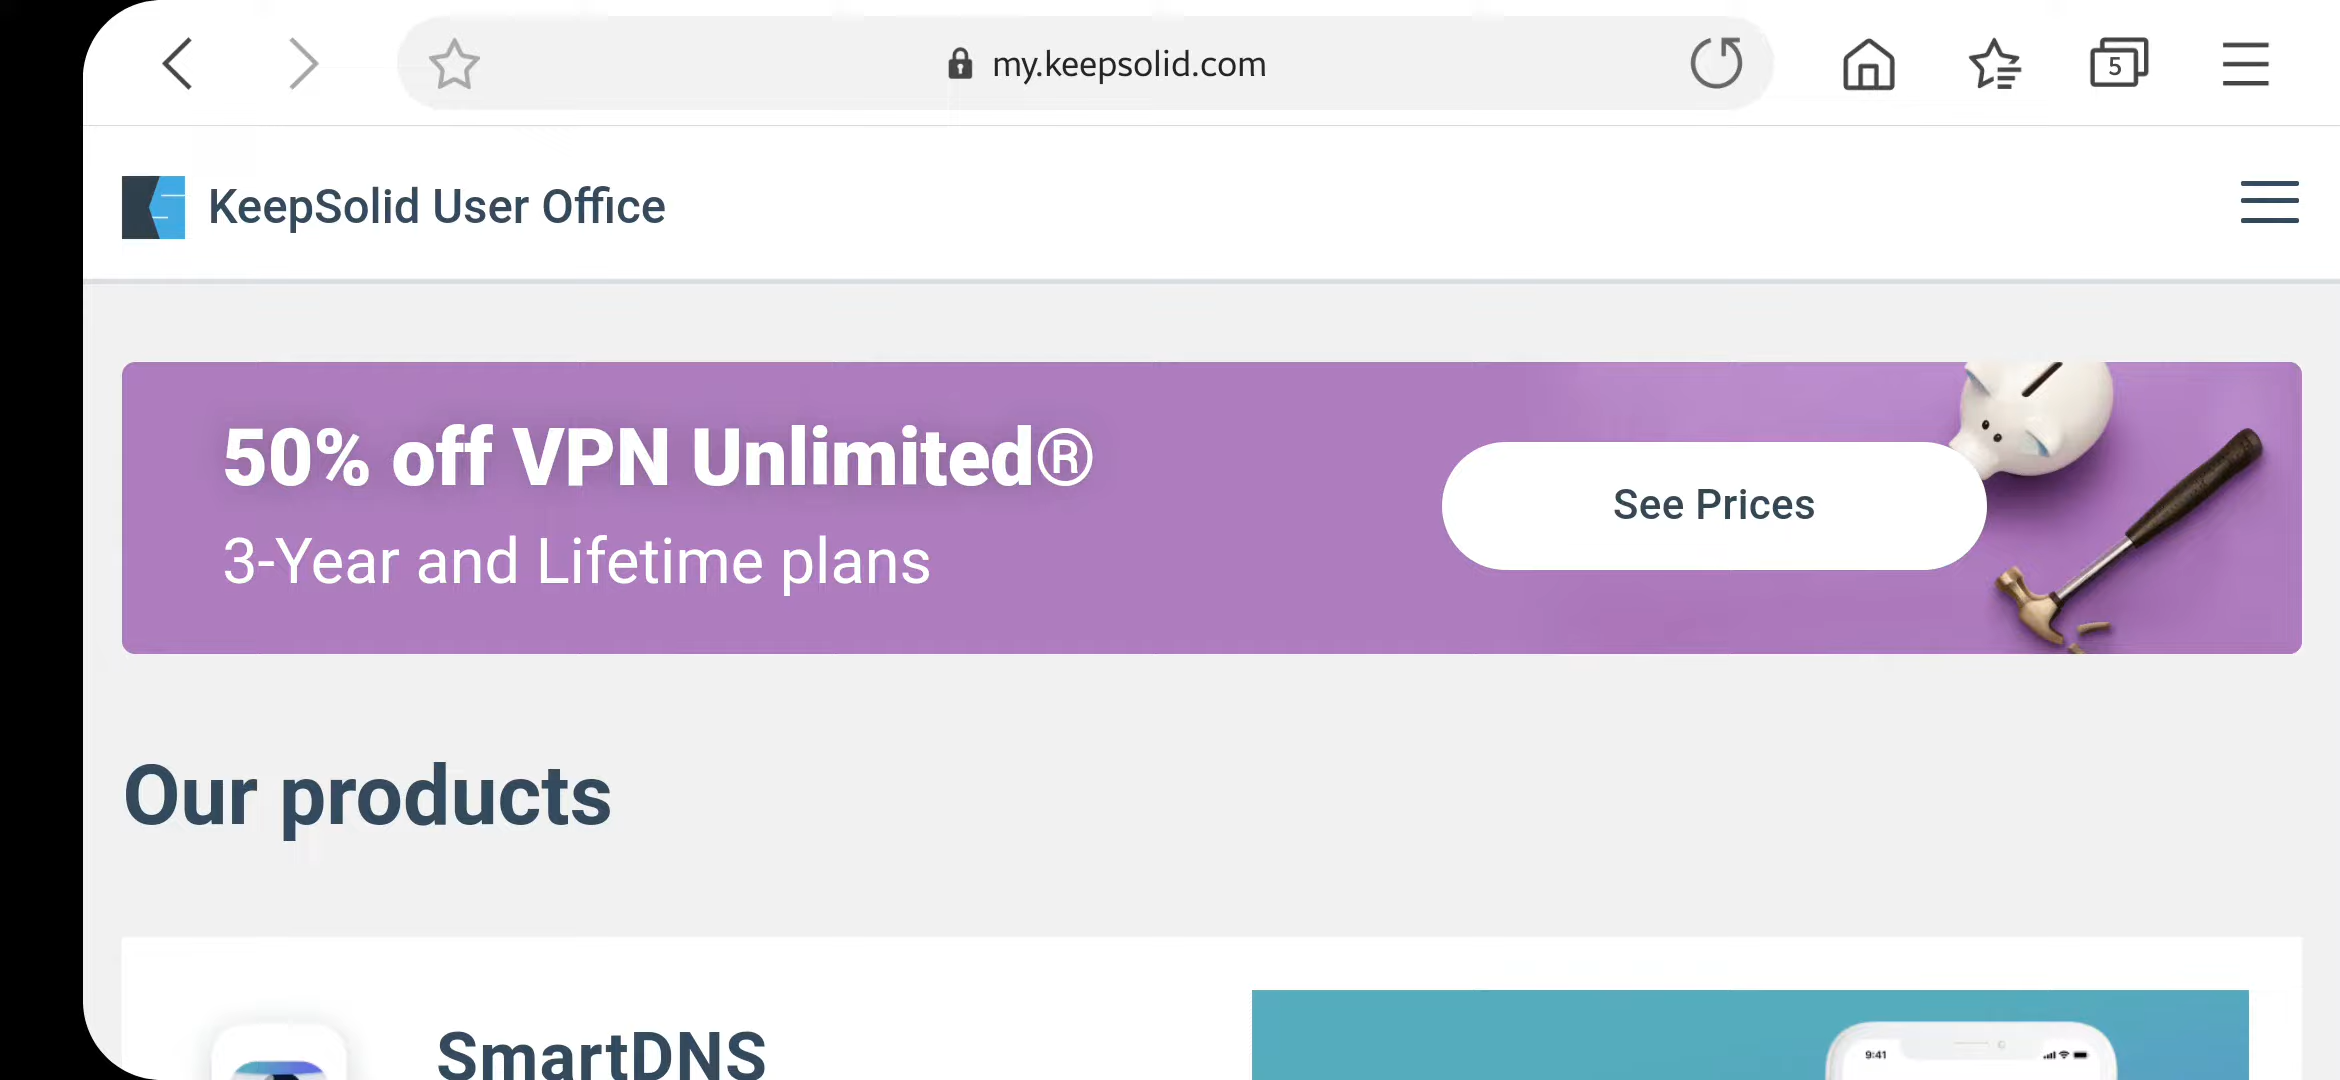 my.keepsolid.com
5
KeepSolid User Office
50% off VPN Unlimited®
3-Year and Lifetime plans
See Prices
Our products
SmartDNS
9:41